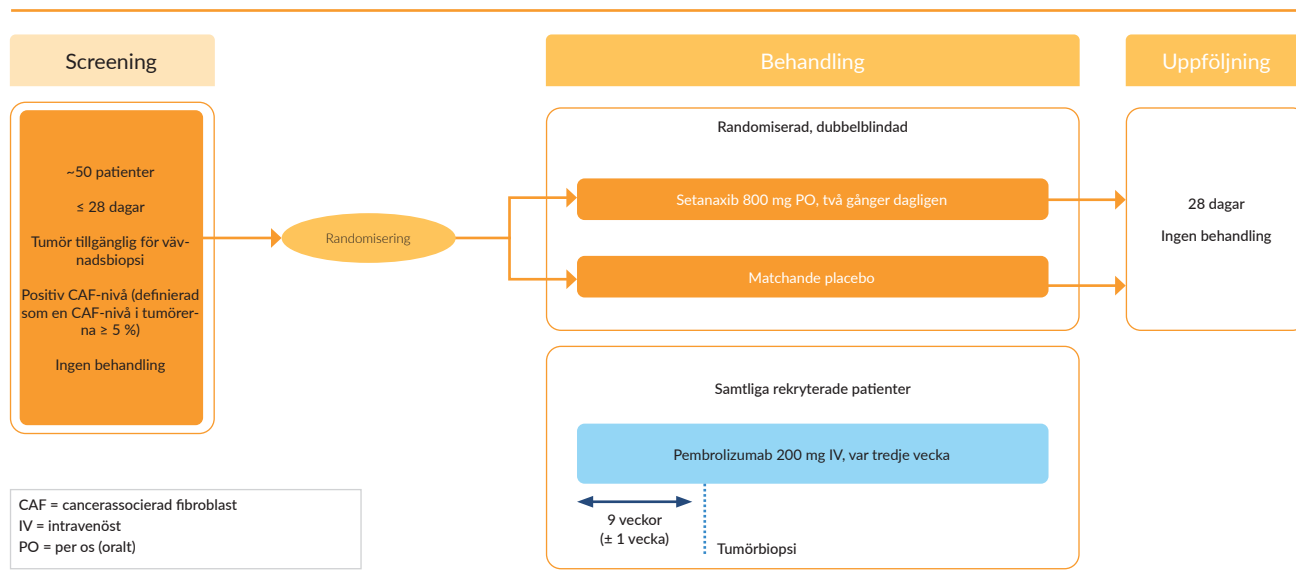 Screening
Behandling
Uppföljning
~50 patienter
≤ 28 dagar
Tumör tillgänglig för väv-
nadsbiopsi
Positiv CAF-nivå (definierad
som en CAF-nivå i tumörer-
na ≥ 5 %)
Ingen behandling
Randomisering
Randomiserad, dubbelblindad
Setanaxib 800 mg PO, två gånger dagligen
Matchande placebo
28 dagar
Ingen behandling
Samtliga rekryterade patienter
Pembrolizumab 200 mg IV, var tredje vecka
9 veckor
(± 1 vecka)
Tumörbiopsi
CAF = cancerassocierad fibroblast
IV = intravenöst
PO = per os (oralt)